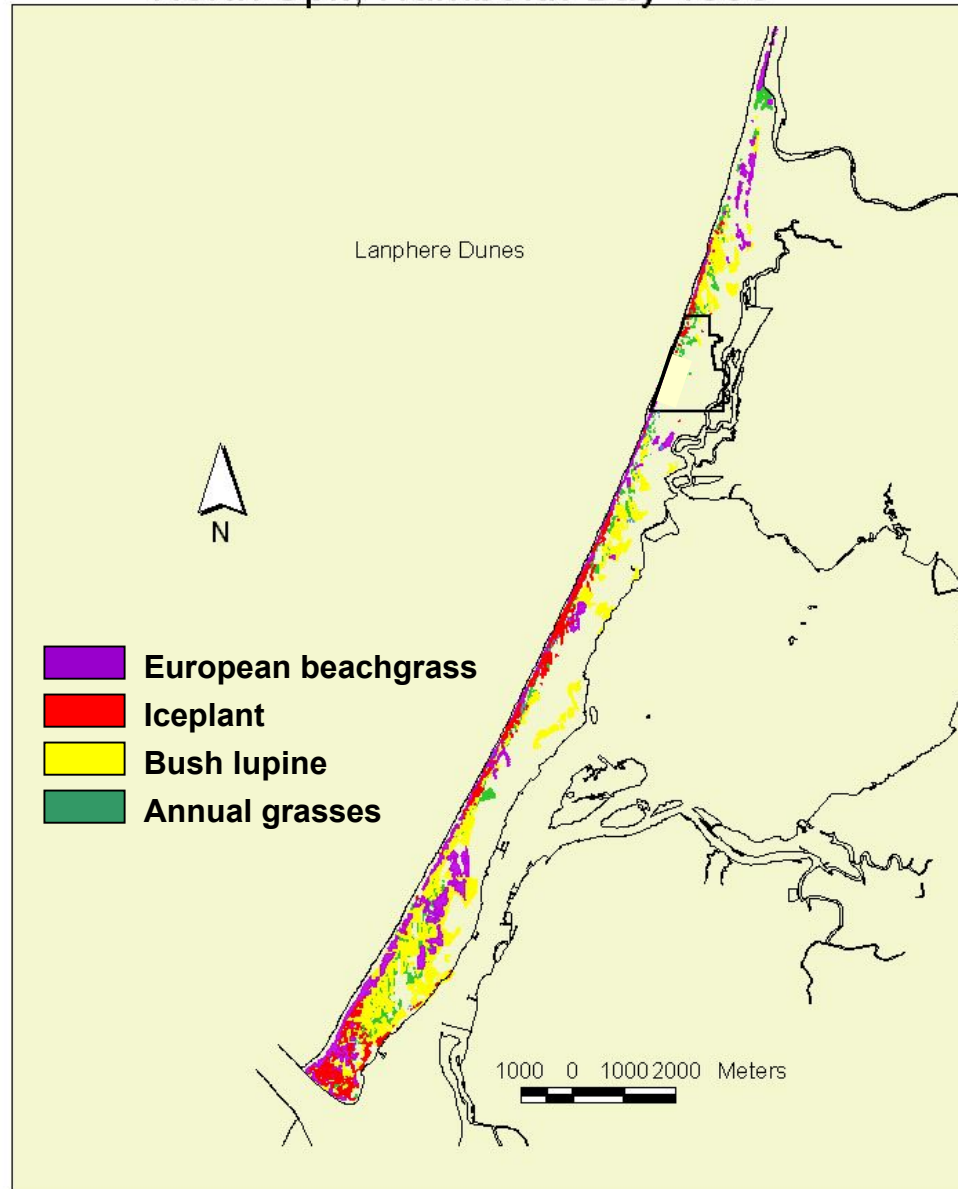 Lanphere Dunes
N
European beachgrass
Iceplant
Bush lupine
Annual grasses
1000 0 1000 2000 Meters